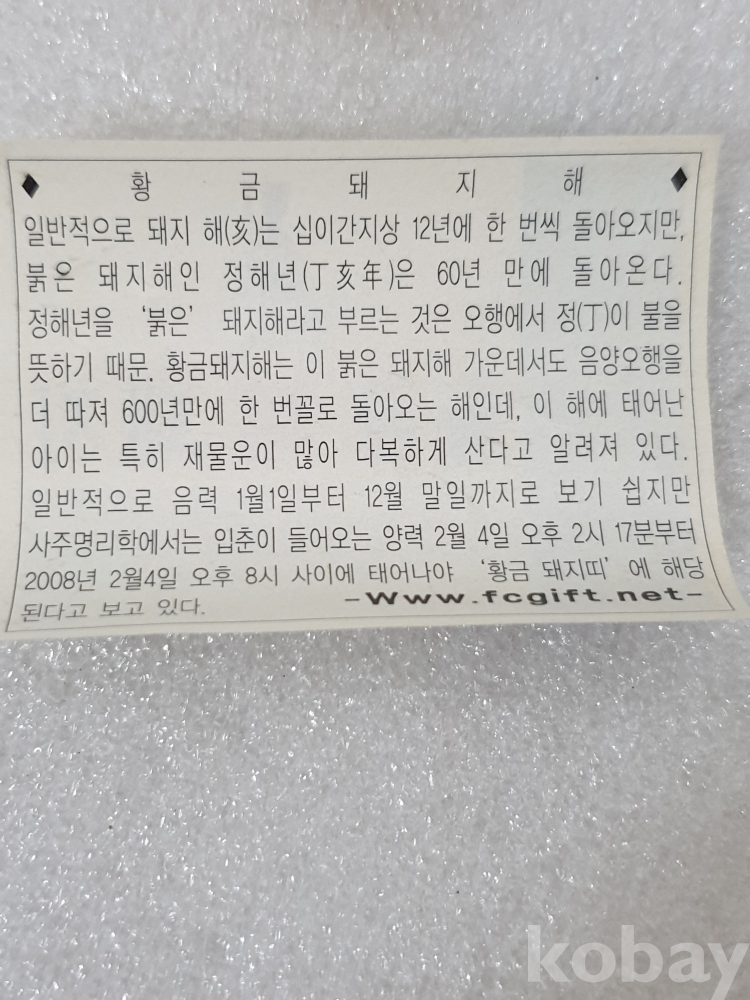 ◆ 황 금 돼 지 해 ◆
일반적으로 돼지 해(亥)는 십이간지상 12년에 한 번씩 돌아오지만,
붉은 돼지해인 정해년(丁亥年)은 60년 만에 돌아온다.
정해년을 '붉은' 돼지해라고 부르는 것은 오행에서 정(丁)이 불을
뜻하기 때문. 황금돼지해는 이 붉은 돼지해 가운데서도 음양오행을
더 따져 600년만에 한 번꼴로 돌아오는 해인데, 이 해에 태어난
아이는 특히 재물운이 많아 다복하게 산다고 알려져 있다.
일반적으로 음력 1월1일부터 12월 말일까지로 보기 쉽지만
사주명리학에서는 입춘이 들어오는 양력 2월 4일 오후 2시 17분부터
2008년 2월4일 오후 8시 사이에 태어나야 '황금 돼지띠' 에 해당
된다고 보고 있다. -Www.fcgift.net-
kobay